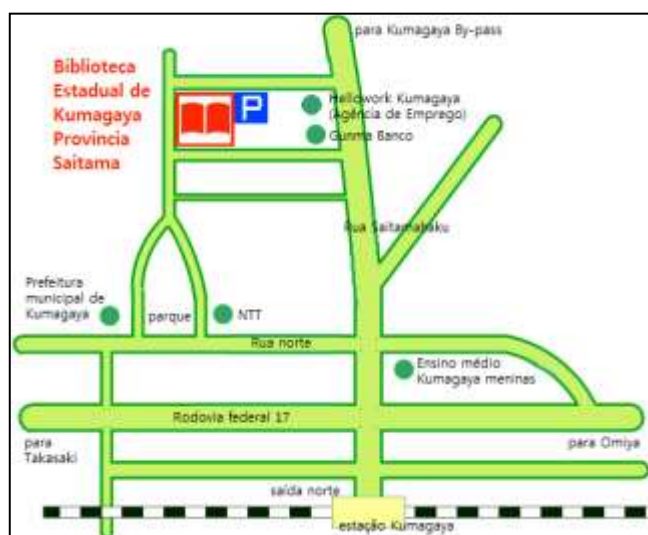 para Kumagaya By-pass
Biblioteca
Estadual de
Kumagaya
Provincia
Saitama
P
Hellowork Kumagaya
(Agência de Emprego)
Gunma Banco
Rua Saitamahaku
Prefeitura
municipal de
Kumagaya
parque
NTT
Rua norte
Ensino médio
Kumagaya meninas
Rodovia federal 17
para
Takasaki
para Omiya
saída norte
estação Kumagaya